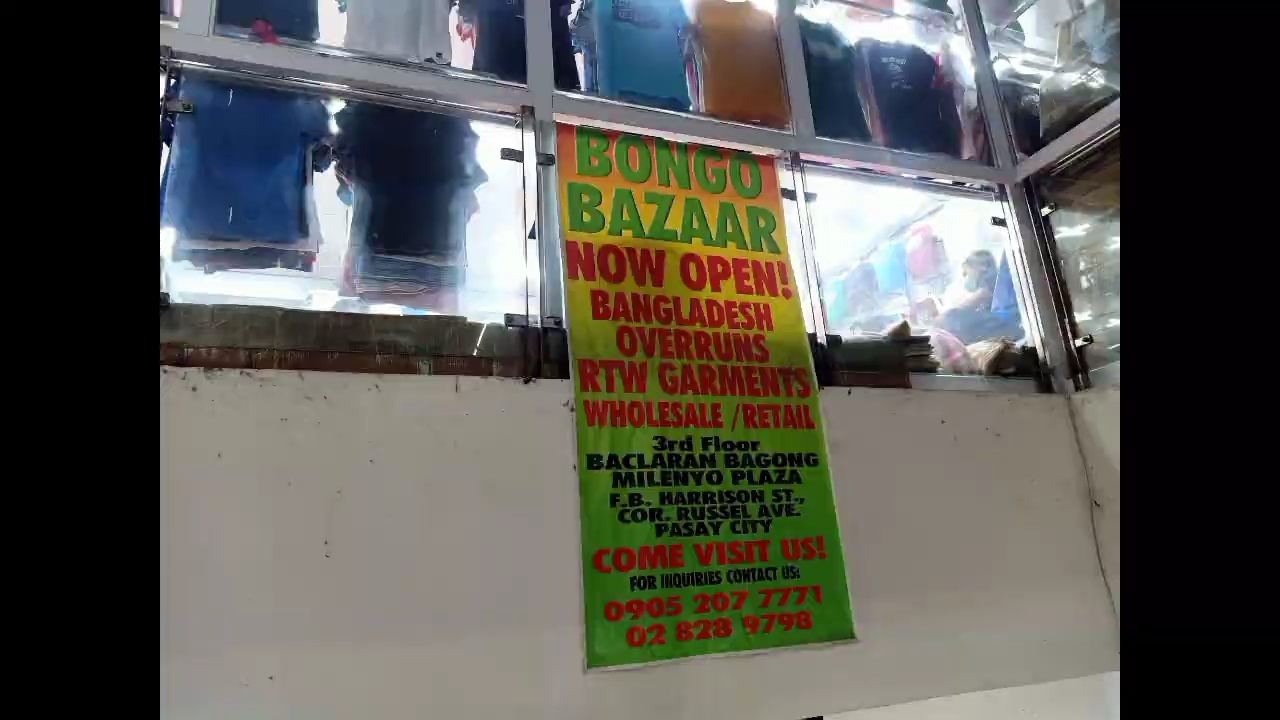 BONGO
BAZAAR
NOW OPEN!
BANGLADESH
OVERRUNS
RTW GARMENTS
WHOLESALE /RETAIL
3rd Floor
BACLARAN BAGONG
MILENYO PLAZA
F.B. HARRISON ST.,
COR. RUSSEL AVE.
PASAY CITY
COME VISIT US!
FOR INQUIRIES CONTACT US:
0905 207 7771
02 828 9798